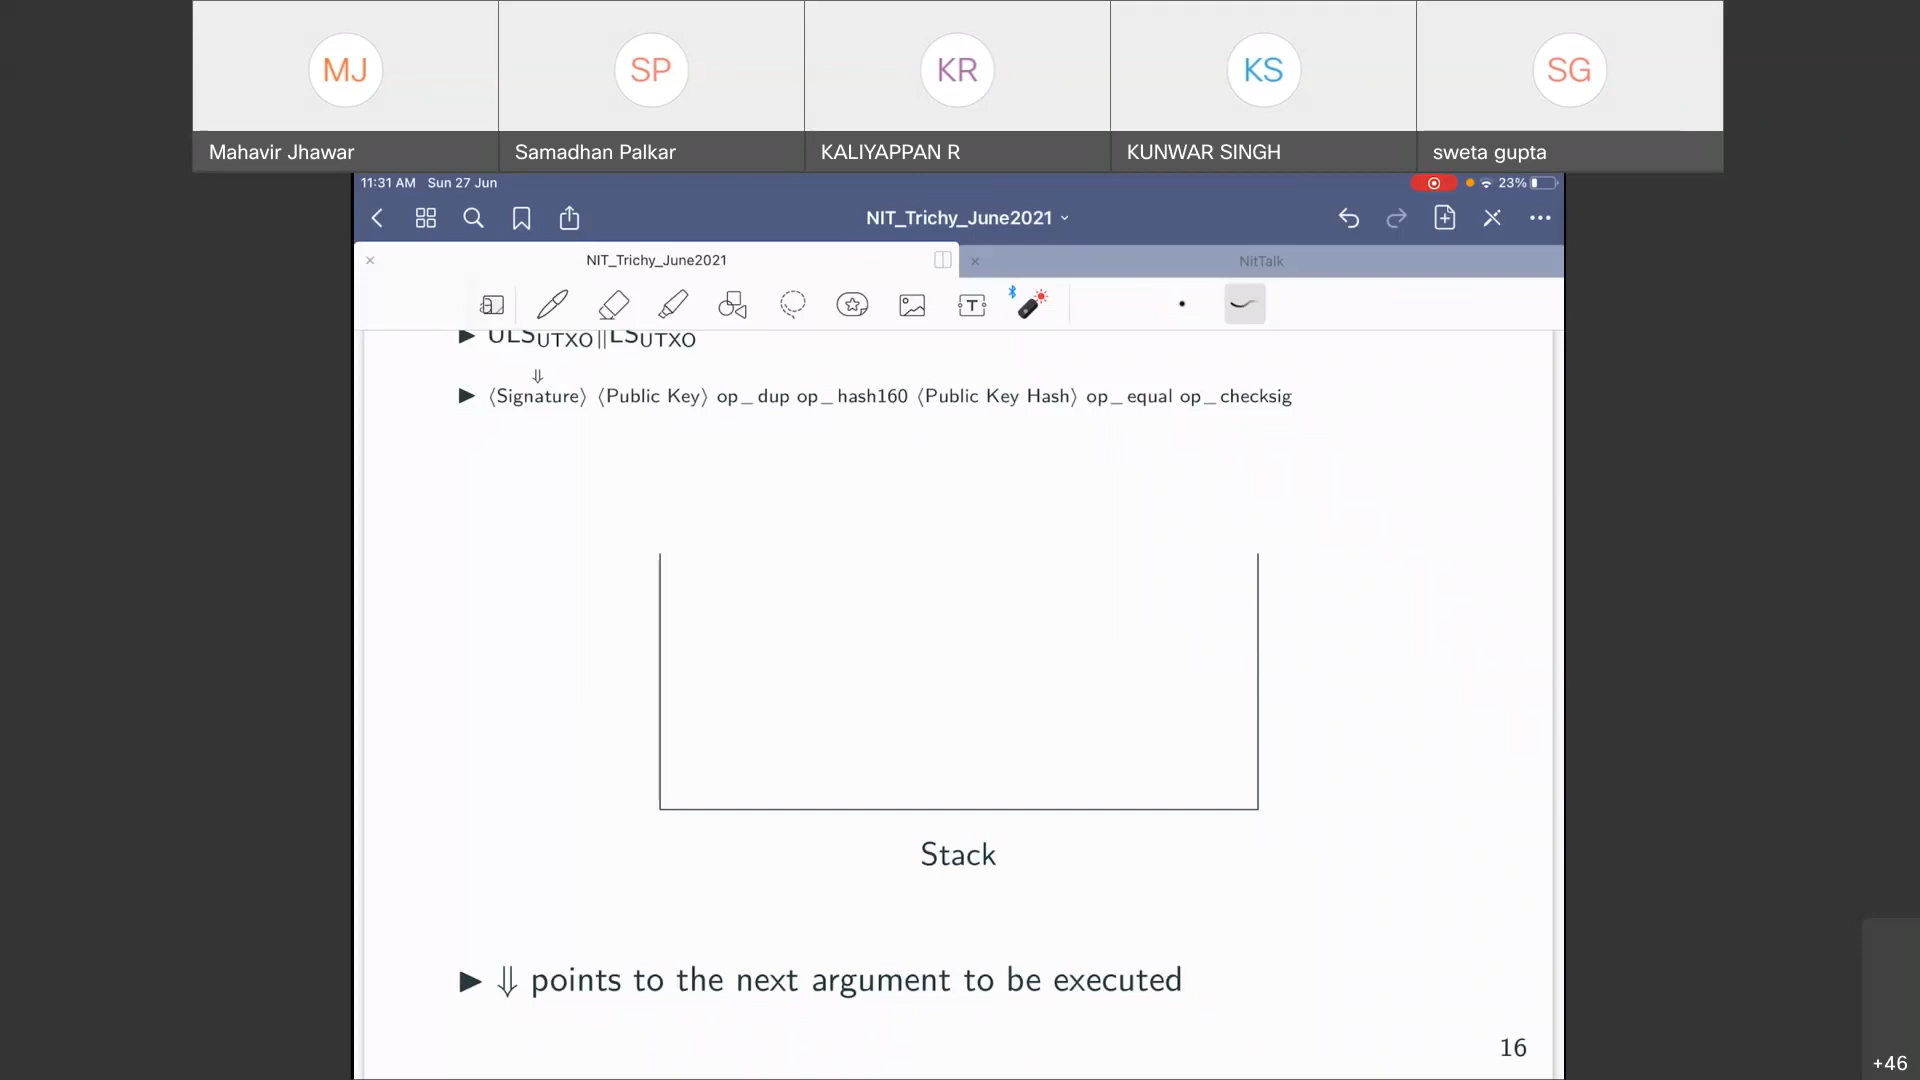 MJ SP KR KS SG
Mahavir Jhawar Samadhan Palkar KALIYAPPAN R KUNWAR SINGH sweta gupta
11:31 AM Sun 27 Jun 23%
NIT_Trichy_June2021
NIT_Trichy_June2021 NitTalk
▶ ULS_UTXO||LS_UTXO
⇓
▶ ⟨Signature⟩ ⟨Public Key⟩ op_dup op_hash160 ⟨Public Key Hash⟩ op_equal op_checksig
Stack
▶ ⇓ points to the next argument to be executed
16
+46